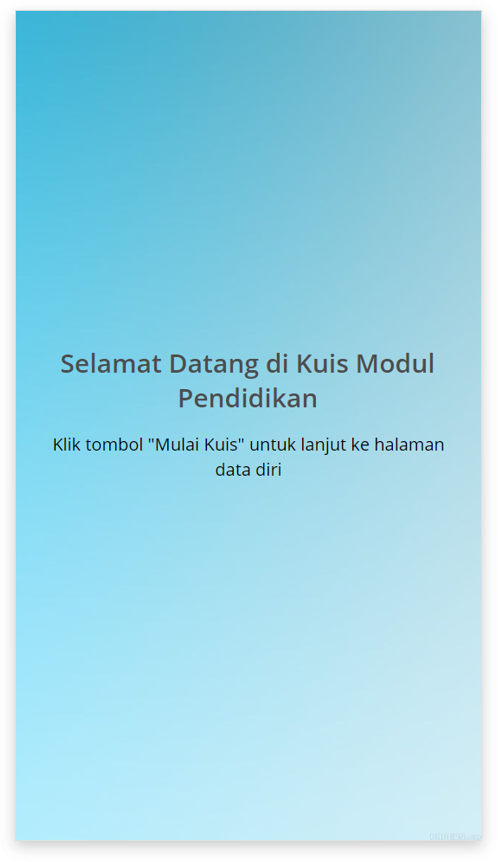 Selamat Datang di Kuis Modul
Pendidikan
Klik tombol "Mulai Kuis" untuk lanjut ke halaman
data diri